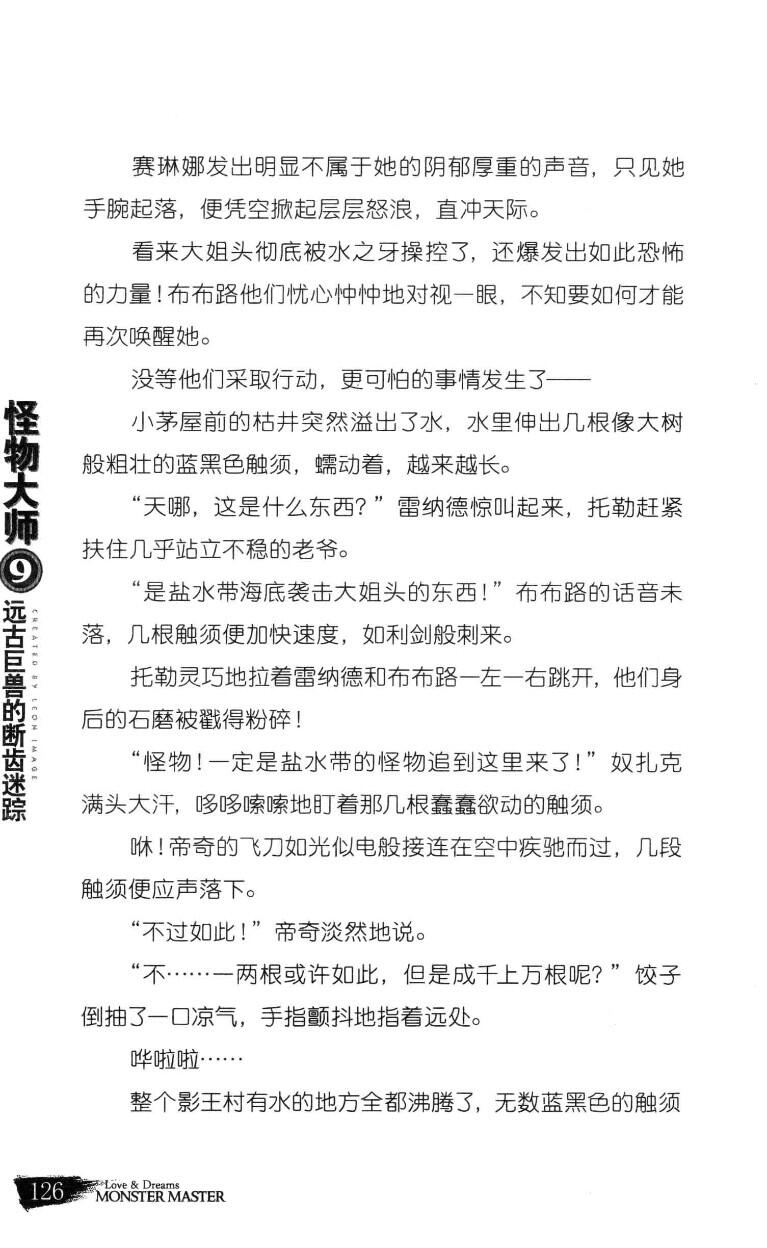 赛琳娜发出明显不属于她的阴郁厚重的声音，只见她
手腕起落，便凭空掀起层层怒浪，直冲天际。
看来大姐头彻底被水之牙操控了，还爆发出如此恐怖
的力量！布布路他们忧心忡忡地对视一眼，不知要如何才能
再次唤醒她。
没等他们采取行动，更可怕的事情发生了——
小茅屋前的枯井突然溢出了水，水里伸出几根像大树
般粗壮的蓝黑色触须，蠕动着，越来越长。
“天哪，这是什么东西？”雷纳德惊叫起来，托勒赶紧
扶住几乎站立不稳的老爷。
“是盐水带海底袭击大姐头的东西！”布布路的话音未
落，几根触须便加快速度，如利剑般刺来。
托勒灵巧地拉着雷纳德和布布路一左一右跳开，他们身
后的石磨被戳得粉碎！
“怪物！一定是盐水带的怪物追到这里来了！”奴扎克
满头大汗，哆哆嗦嗦地盯着那几根蠢蠢欲动的触须。
咻！帝奇的飞刀如光似电般接连在空中疾驰而过，几段
触须便应声落下。
“不过如此！”帝奇淡然地说。
“不……一两根或许如此，但是成千上万根呢？”饺子
倒抽了一口凉气，手指颤抖地指着远处。
哗啦啦……
整个影王村有水的地方全都沸腾了，无数蓝黑色的触须
怪物大师
9
远古巨兽的断齿迷踪
CREATED BY LEON IMAGE
126
Love & Dreams
MONSTER MASTER